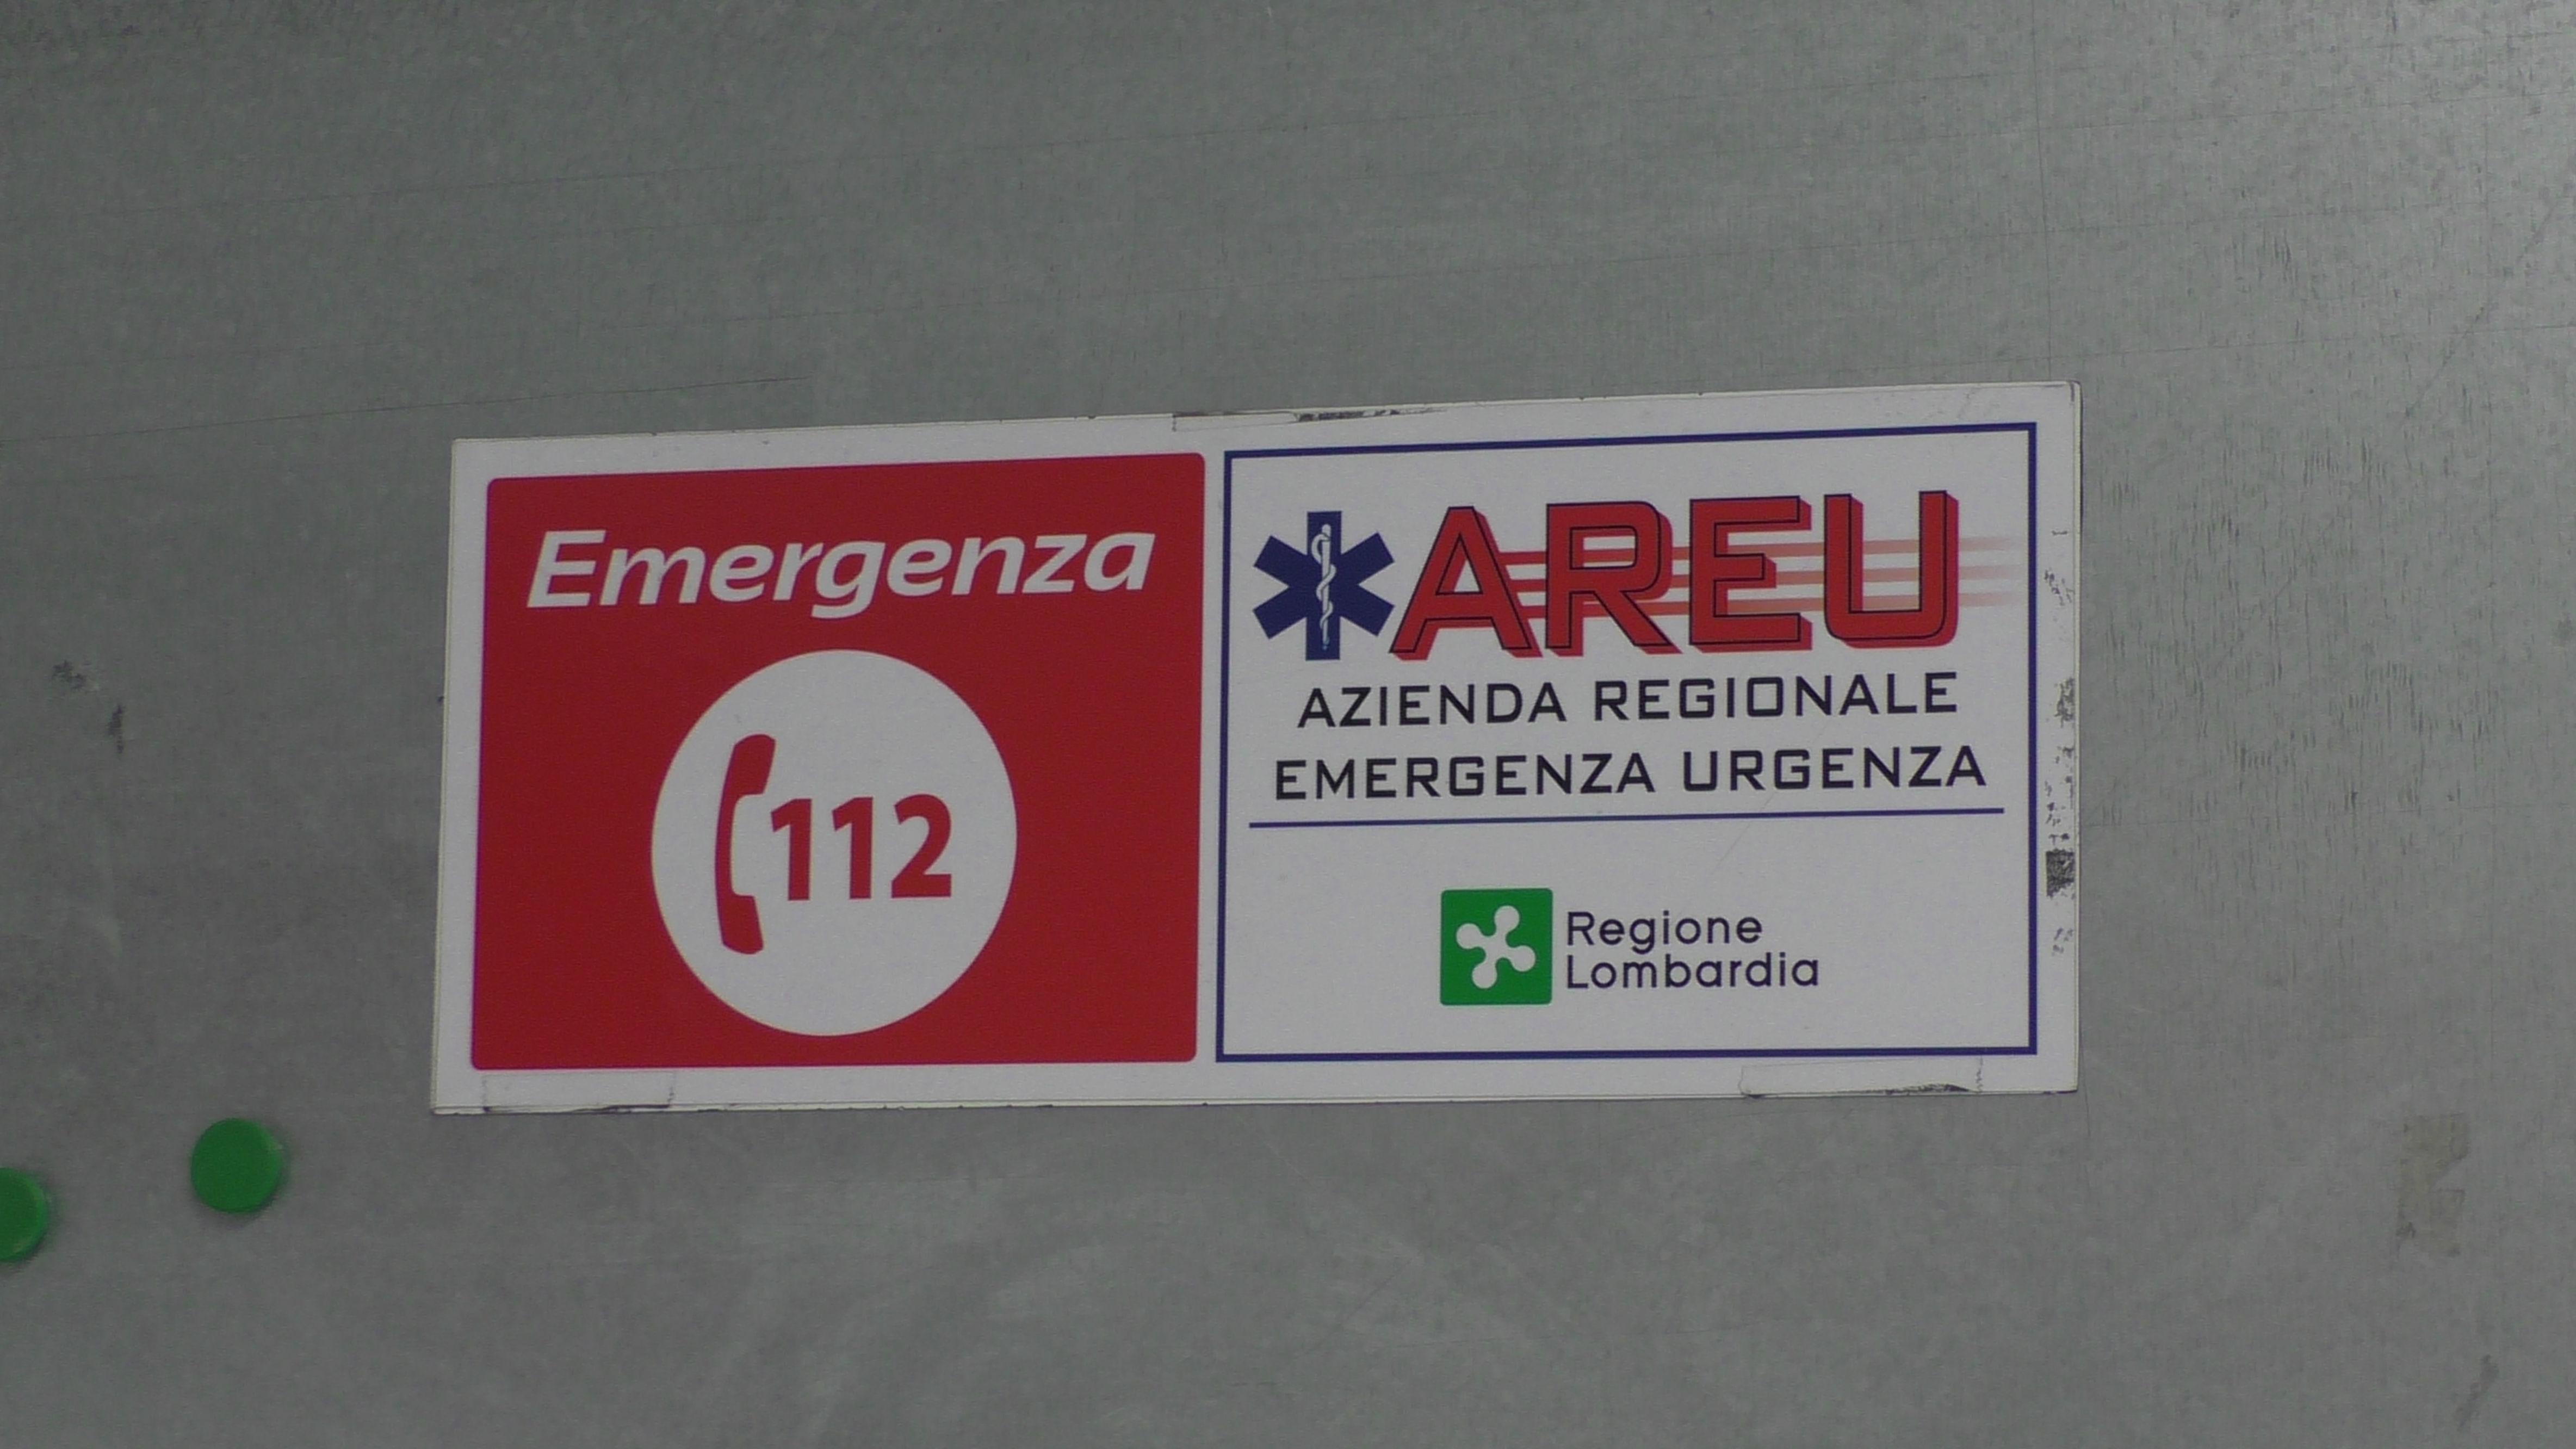 Emergenza
112
AREU
AZIENDA REGIONALE
EMERGENZA URGENZA
Regione
Lombardia